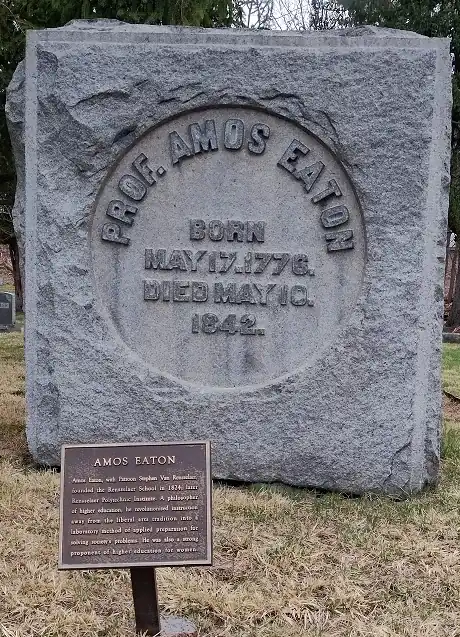 PROF. AMOS EATON
BORN
MAY 17. 1776.
DIED MAY 10.
1842.
AMOS EATON
Amos Eaton, with Patroon Stephen Van Rensselaer,
founded the Rensselaer School in 1824, later
Rensselaer Polytechnic Institute. A philosopher
of higher education, he revolutionized instruction
away from the liberal arts tradition into a
laboratory method of applied preparation for
solving society's problems. He was also a strong
proponent of higher education for women.